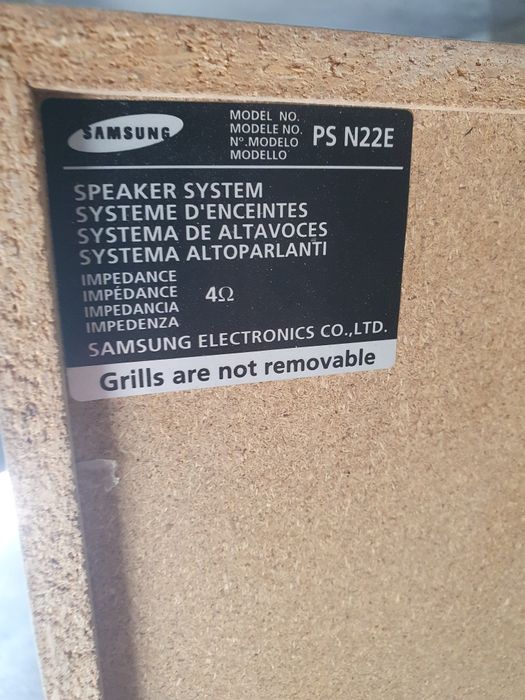 SAMSUNG
MODEL NO.
MODELE NO.
Nº.MODELO
MODELLO
PS N22E
SPEAKER SYSTEM
SYSTEME D'ENCEINTES
SYSTEMA DE ALTAVOCES
SYSTEMA ALTOPARLANTI
IMPEDANCE
IMPÉDANCE
IMPEDANCIA
IMPEDENZA
4Ω
SAMSUNG ELECTRONICS CO.,LTD.
Grills are not removable